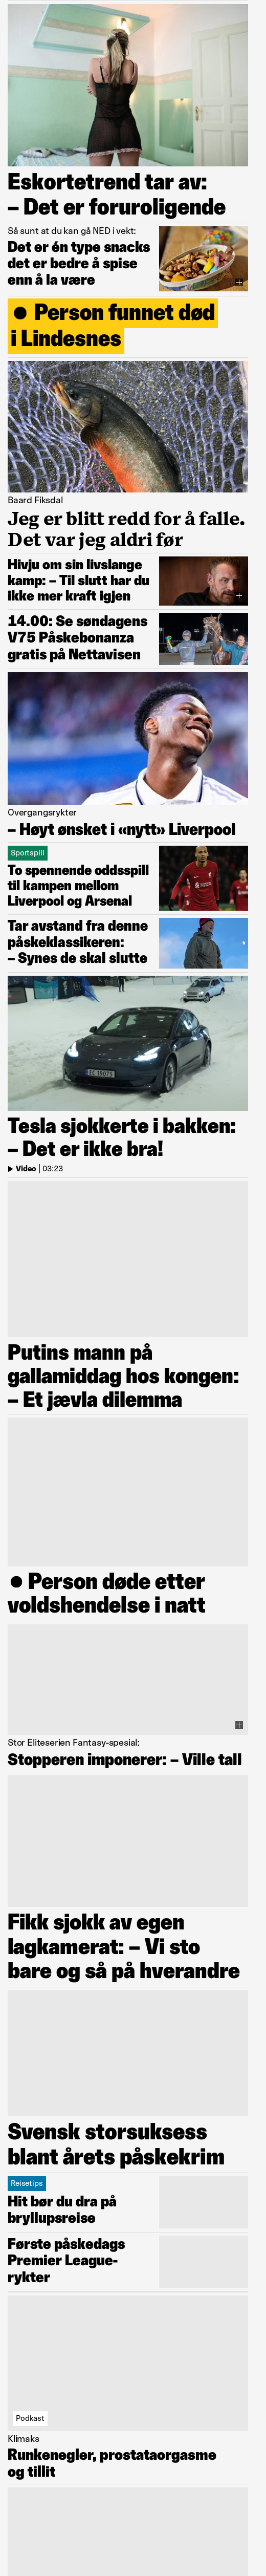 Eskortetrend tar av:
– Det er foruroligende
Så sunt at du kan gå NED i vekt:
Det er én type snacks
det er bedre å spise
enn å la være
● Person funnet død
i Lindesnes
Baard Fiksdal
Jeg er blitt redd for å falle.
Det var jeg aldri før
Hivju om sin livslange
kamp: – Til slutt har du
ikke mer kraft igjen
14.00: Se søndagens
V75 Påskebonanza
gratis på Nettavisen
Overgangsrykter
– Høyt ønsket i «nytt» Liverpool
Sportspill
To spennende oddsspill
til kampen mellom
Liverpool og Arsenal
Tar avstand fra denne
påskeklassikeren:
– Synes de skal slutte
Tesla sjokkerte i bakken:
– Det er ikke bra!
Video | 03:23
Putins mann på
gallamiddag hos kongen:
– Et jævla dilemma
● Person døde etter
voldshendelse i natt
Stor Eliteserien Fantasy-spesial:
Stopperen imponerer: – Ville tall
Fikk sjokk av egen
lagkamerat: – Vi sto
bare og så på hverandre
Svensk storsuksess
blant årets påskekrim
Reisetips
Hit bør du dra på
bryllupsreise
Første påskedags
Premier League-
rykter
Podkast
Klimaks
Runkenegler, prostataorgasme
og tillit